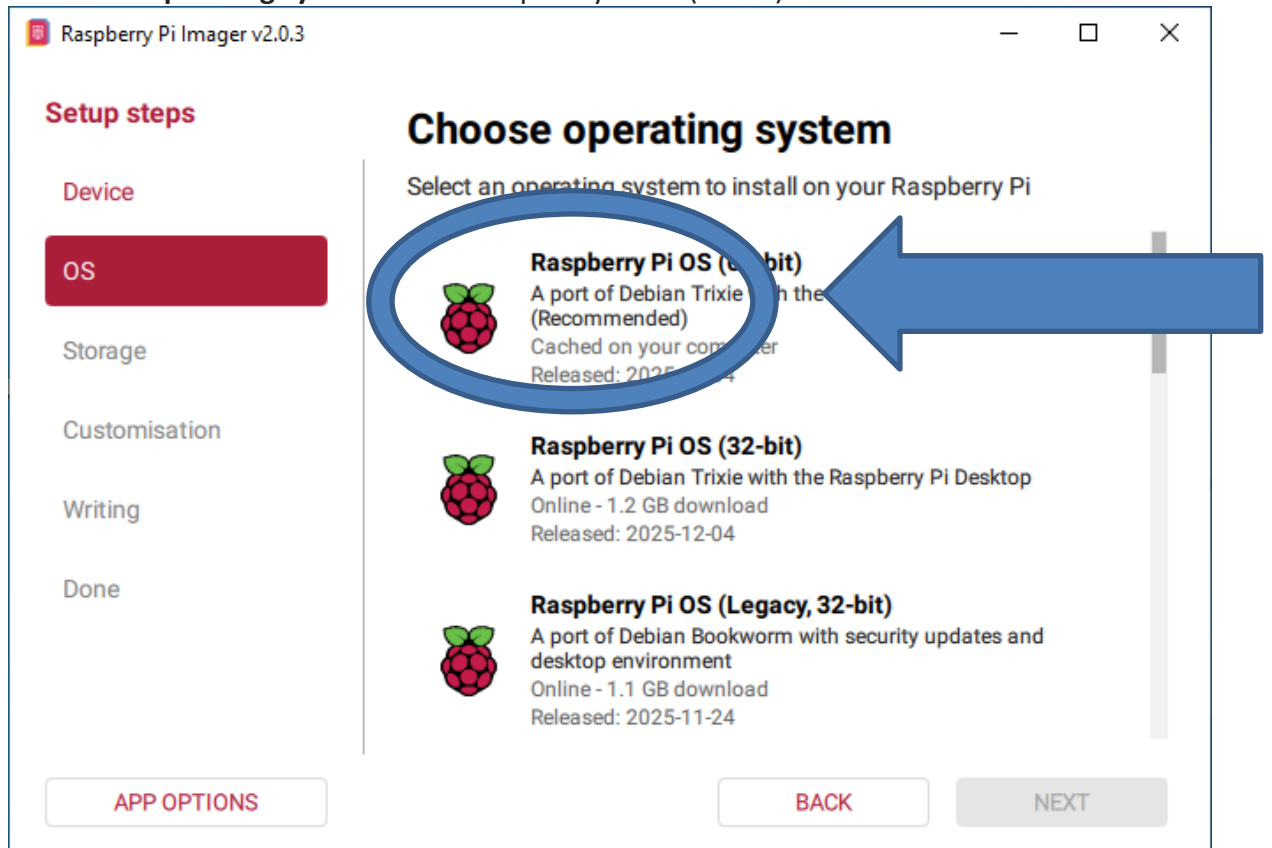 Raspberry Pi Imager v2.0.3
Setup steps
Device
OS
Storage
Customisation
Writing
Done
APP OPTIONS
Choose operating system
Select an operating system to install on your Raspberry Pi
Raspberry Pi OS ( bit)
A port of Debian Trixie the
(Recommended)
Cached on your computer
Released:
Raspberry Pi OS (32-bit)
A port of Debian Trixie with the Raspberry Pi Desktop
Online - 1.2 GB download
Released: 2025-12-04
Raspberry Pi OS (Legacy, 32-bit)
A port of Debian Bookworm with security updates and
desktop environment
Online - 1.1 GB download
Released: 2025-11-24
BACK
NEXT